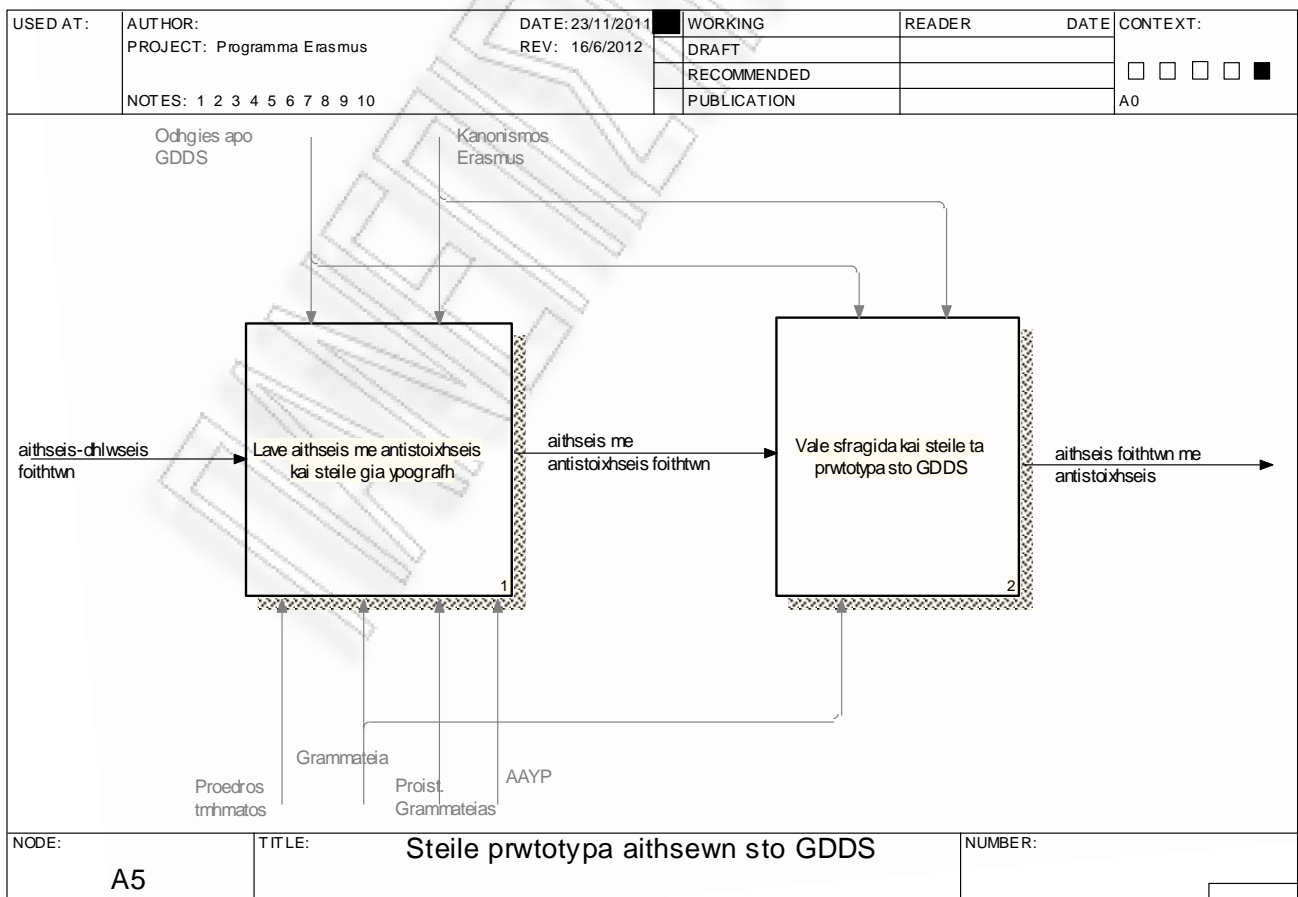 USED AT:
AUTHOR:
DATE: 23/11/2011
WORKING
READER
DATE
CONTEXT:
PROJECT: Programma Erasmus
REV: 16/6/2012
DRAFT
RECOMMENDED
NOTES: 1 2 3 4 5 6 7 8 9 10
PUBLICATION
A0
Odhgies apo
GDDS
Kanonismos
Erasmus
aithseis-dhlwseis
foithtwn
Lave aithseis me antistoixhseis
kai steile gia ypografh
1
aithseis me
antistoixhseis foithtwn
Vale sfragida kai steile ta
prwtotypa sto GDDS
2
aithseis foithtwn me
antistoixhseis
Grammateia
Proedros
tmhmatos
Proist.
Grammateias
AAYP
NODE:
A5
TITLE:
Steile prwtotypa aithsewn sto GDDS
NUMBER: